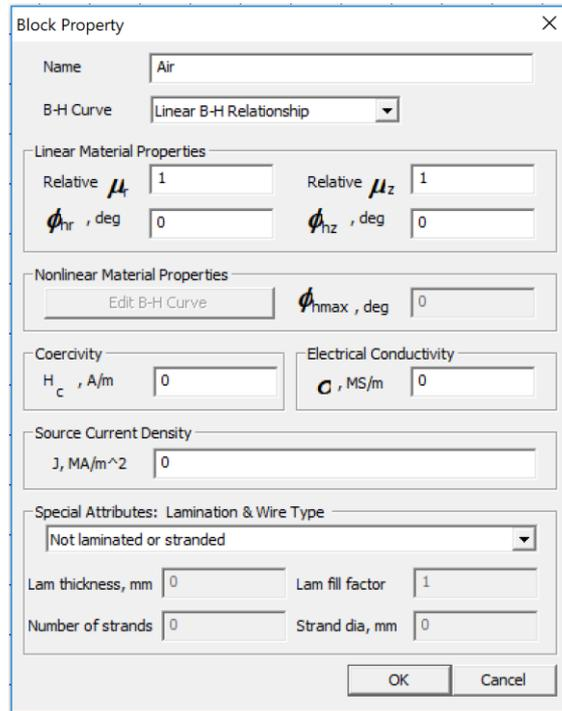 Block Property
Name Air
B-H Curve Linear B-H Relationship
Linear Material Properties
Relative μr 1 Relative μz 1
ϕhr , deg 0 ϕhz , deg 0
Nonlinear Material Properties
Edit B-H Curve ϕhmax , deg 0
Coercivity Electrical Conductivity
Hc , A/m 0 σ, MS/m 0
Source Current Density
J, MA/m^2 0
Special Attributes: Lamination & Wire Type
Not laminated or stranded
Lam thickness, mm 0 Lam fill factor 1
Number of strands 0 Strand dia, mm 0
OK Cancel